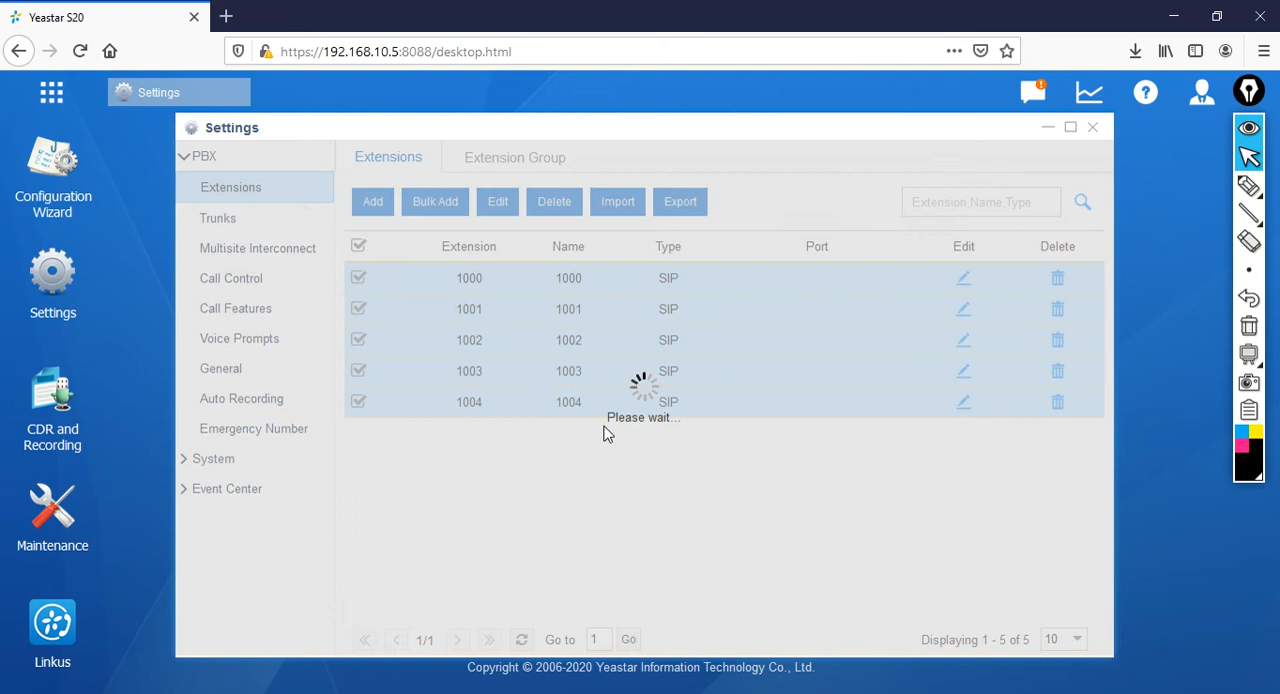 Yeastar S20
https://192.168.10.5:8088/desktop.html
Settings
Settings
Configuration
Wizard
Settings
CDR and
Recording
Maintenance
Linkus
PBX
Extensions
Trunks
Multisite Interconnect
Call Control
Call Features
Voice Prompts
General
Auto Recording
Emergency Number
System
Event Center
Extensions Extension Group
Add Bulk Add Edit Delete Import Export Extension,Name,Type
Extension Name Type Port Edit Delete
1000 1000 SIP
1001 1001 SIP
1002 1002 SIP
1003 1003 SIP
1004 1004 SIP
Please wait...
1/1 Go to 1 Go Displaying 1 - 5 of 5 10
Copyright © 2006-2020 Yeastar Information Technology Co., Ltd.